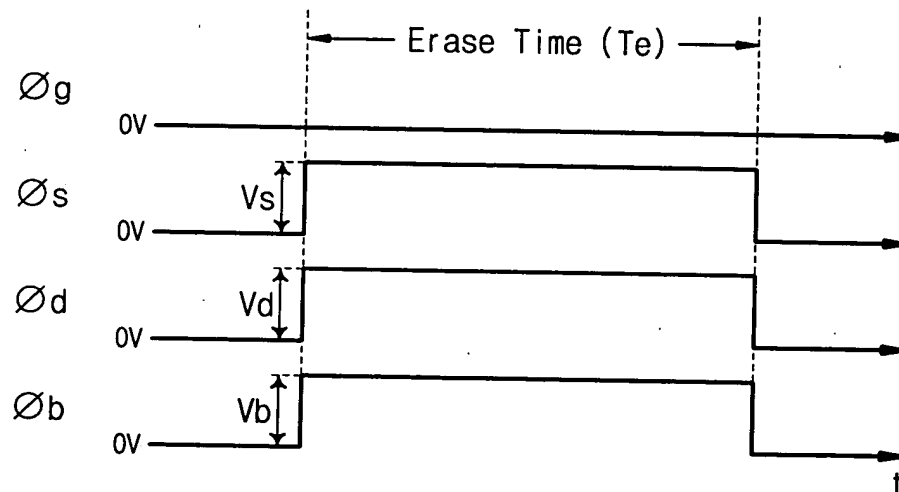 Erase Time (Te)
Øg
0V
Øs
Vs
0V
Ød
Vd
0V
Øb
Vb
0V
t